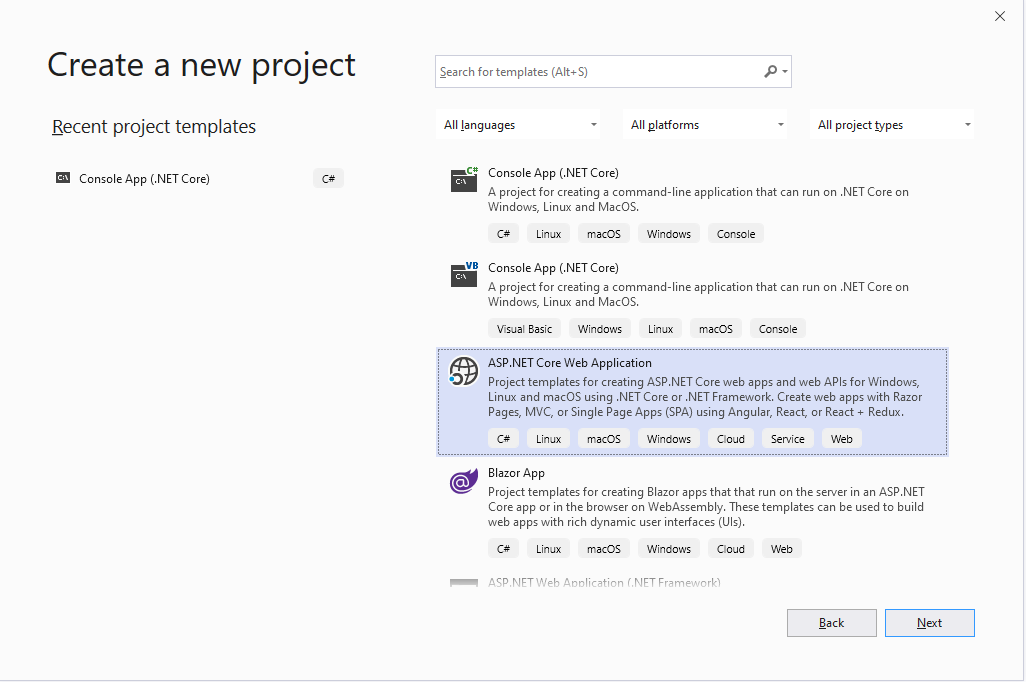 Create a new project
Search for templates (Alt+S)
Recent project templates
All languages
All platforms
All project types
C:\ Console App (.NET Core) C#
C#
C:\
Console App (.NET Core)
A project for creating a command-line application that can run on .NET Core on
Windows, Linux and MacOS.
C# Linux macOS Windows Console
VB
C:\
Console App (.NET Core)
A project for creating a command-line application that can run on .NET Core on
Windows, Linux and MacOS.
Visual Basic Windows Linux macOS Console
ASP.NET Core Web Application
Project templates for creating ASP.NET Core web apps and web APIs for Windows,
Linux and macOS using .NET Core or .NET Framework. Create web apps with Razor
Pages, MVC, or Single Page Apps (SPA) using Angular, React, or React + Redux.
C# Linux macOS Windows Cloud Service Web
@
Blazor App
Project templates for creating Blazor apps that that run on the server in an ASP.NET
Core app or in the browser on WebAssembly. These templates can be used to build
web apps with rich dynamic user interfaces (UIs).
C# Linux macOS Windows Cloud Web
ASP.NET Web Application (.NET Framework)
Back
Next